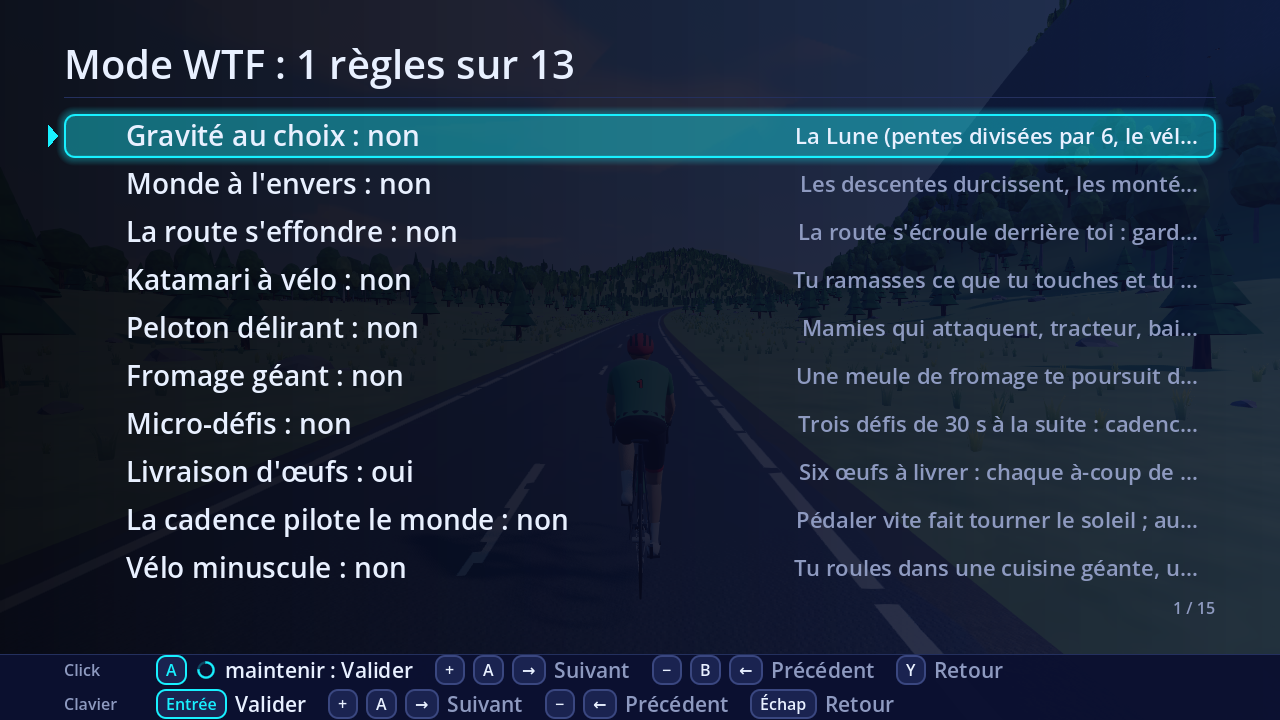 Mode WTF : 1 règles sur 13
Gravité au choix : non La Lune (pentes divisées par 6, le vél...
Monde à l'envers : non Les descentes durcissent, les monté...
La route s'effondre : non La route s'écroule derrière toi : gard...
Katamari à vélo : non Tu ramasses ce que tu touches et tu ...
Peloton délirant : non Mamies qui attaquent, tracteur, bai...
Fromage géant : non Une meule de fromage te poursuit d...
Micro-défis : non Trois défis de 30 s à la suite : cadenc...
Livraison d'œufs : oui Six œufs à livrer : chaque à-coup de ...
La cadence pilote le monde : non Pédaler vite fait tourner le soleil ; au...
Vélo minuscule : non Tu roules dans une cuisine géante, u...
1 / 15
Click A maintenir : Valider + A → Suivant − B ← Précédent Y Retour
Clavier Entrée Valider + A → Suivant − ← Précédent Échap Retour